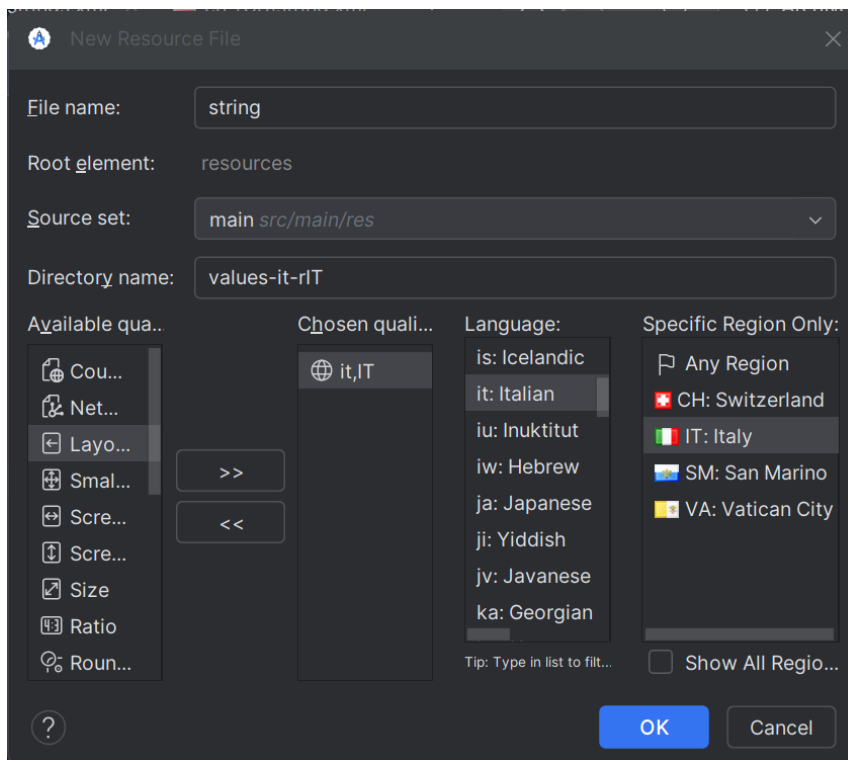 New Resource File
File name:
string
Root element:
resources
Source set:
main src/main/res
Directory name:
values-it-rIT
Available qua..
Cou...
Net...
Layo...
Smal...
Scre...
Scre...
Size
Ratio
Roun...
>>
<<
Chosen quali...
it,IT
Language:
is: Icelandic
it: Italian
iu: Inuktitut
iw: Hebrew
ja: Japanese
ji: Yiddish
jv: Javanese
ka: Georgian
Tip: Type in list to filt...
Specific Region Only:
Any Region
CH: Switzerland
IT: Italy
SM: San Marino
VA: Vatican City
Show All Regio...
?
OK
Cancel